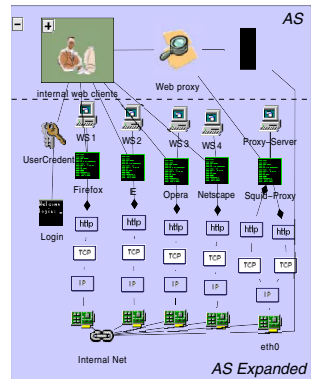 AS
Web proxy
internal web clients
WS 1
WS 2
WS 3
WS 4
Proxy-Server
UserCredent
Firefox
E
Opera
Netscape
Squid-Proxy
Login
http
http
http
http
http
http
TCP
TCP
TCP
TCP
TCP
TCP
IP
IP
IP
IP
IP
Internal Net
eth0
AS Expanded